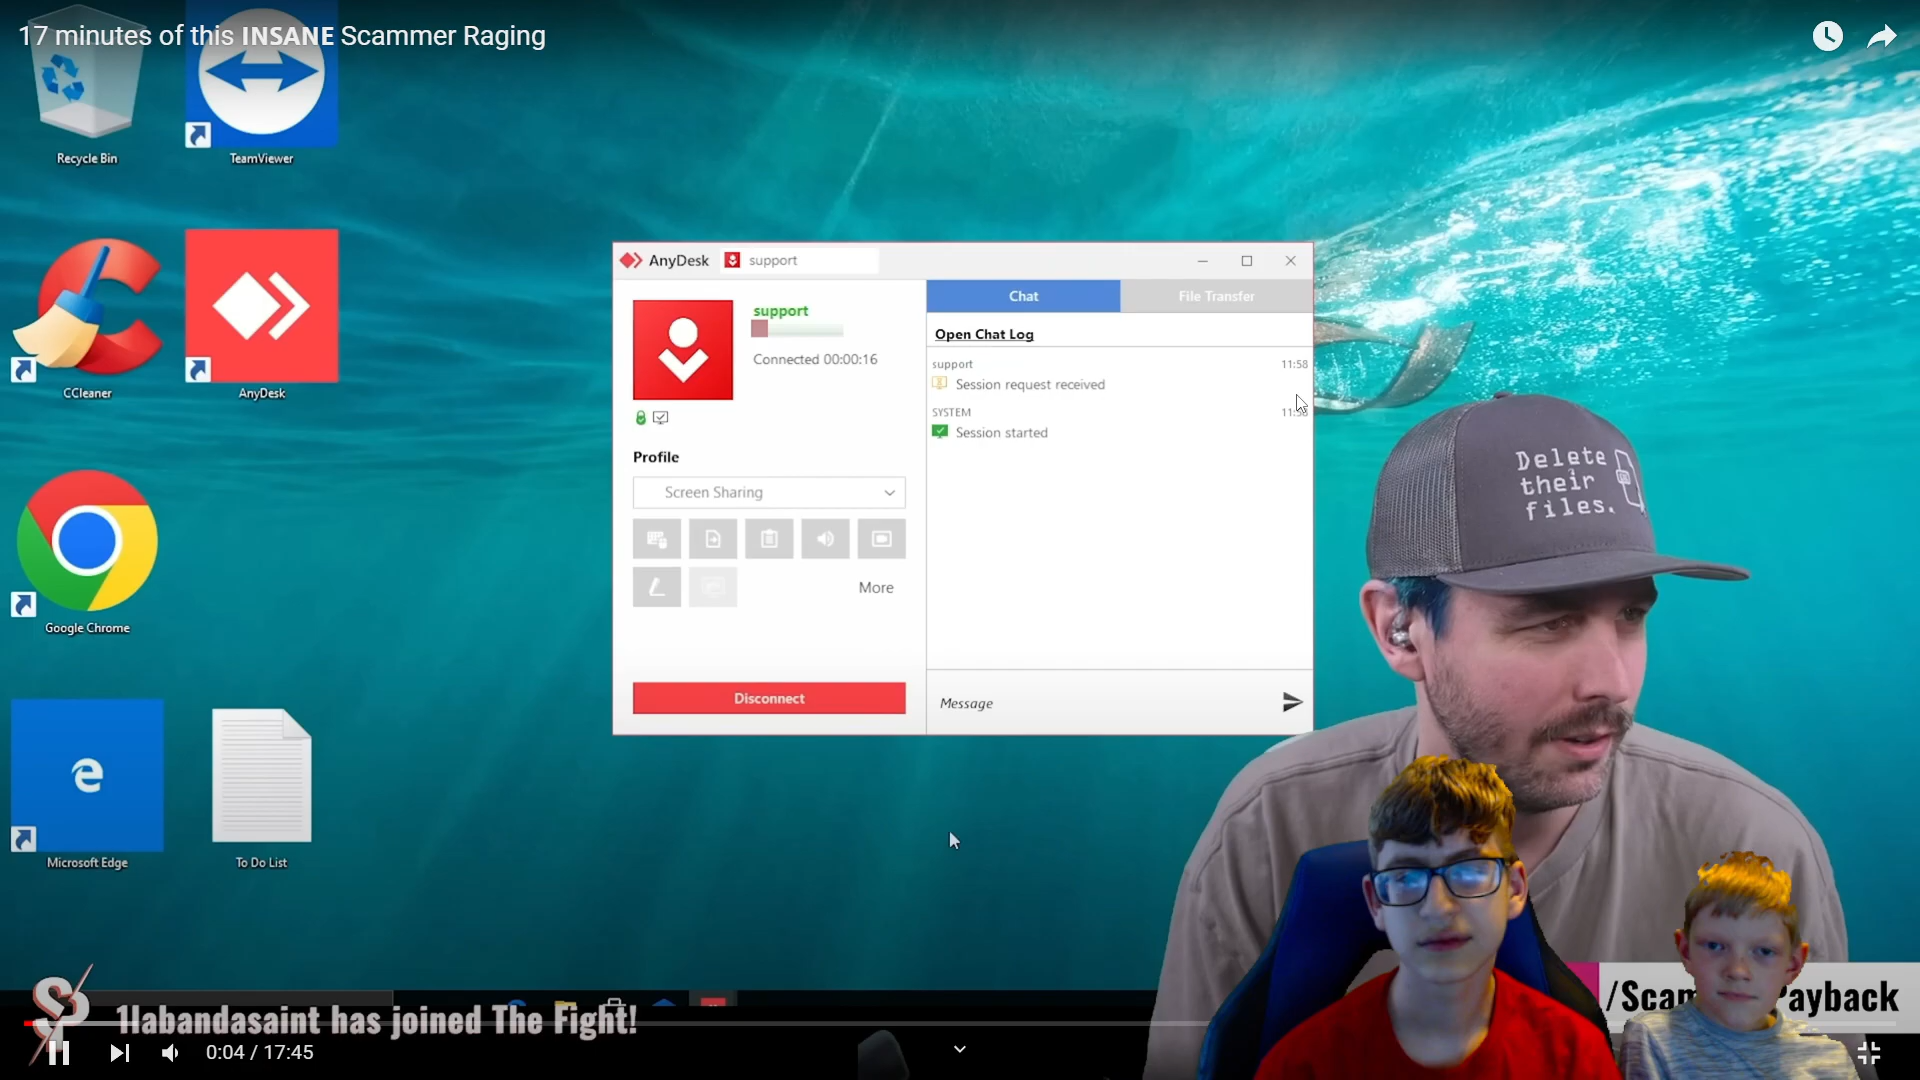 17 minutes of this INSANE Scammer Raging
Recycle Bin
TeamViewer
CCleaner
AnyDesk
Google Chrome
Microsoft Edge
To Do List
AnyDesk
support
support
Connected 00:00:16
Profile
Screen Sharing
More
Disconnect
Chat
File Transfer
Open Chat Log
support
11:58
Session request received
SYSTEM
Session started
Message
Delete
their
files.
SP
1labandasaint has joined The Fight!
0:04 / 17:45